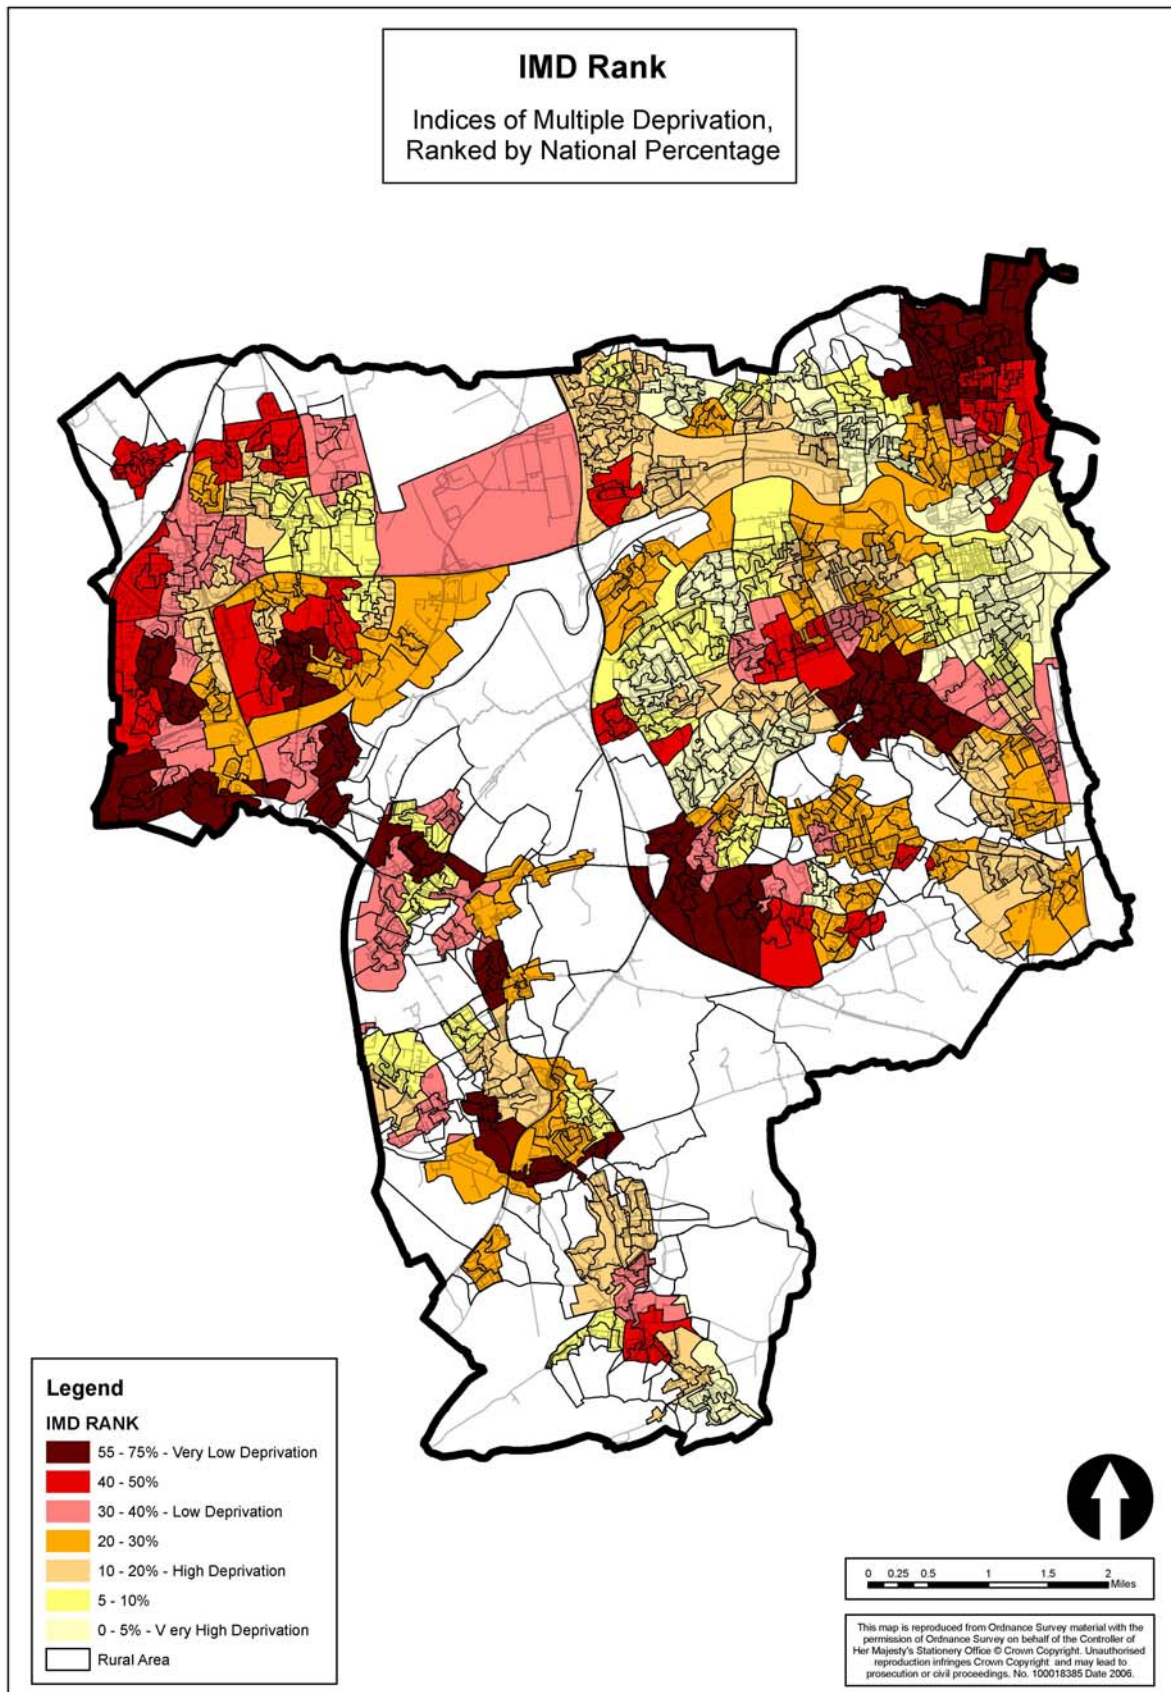 IMD Rank
Indices of Multiple Deprivation,
Ranked by National Percentage
Legend
IMD RANK
55 - 75% - Very Low Deprivation
40 - 50%
30 - 40% - Low Deprivation
20 - 30%
10 - 20% - High Deprivation
5 - 10%
0 - 5% - V ery High Deprivation
Rural Area
0 0.25 0.5 1 1.5 2
Miles
This map is reproduced from Ordnance Survey material with the
permission of Ordnance Survey on behalf of the Controller of
Her Majesty's Stationery Office © Crown Copyright. Unauthorised
reproduction infringes Crown Copyright and may lead to
prosecution or civil proceedings. No. 100018385 Date 2006.